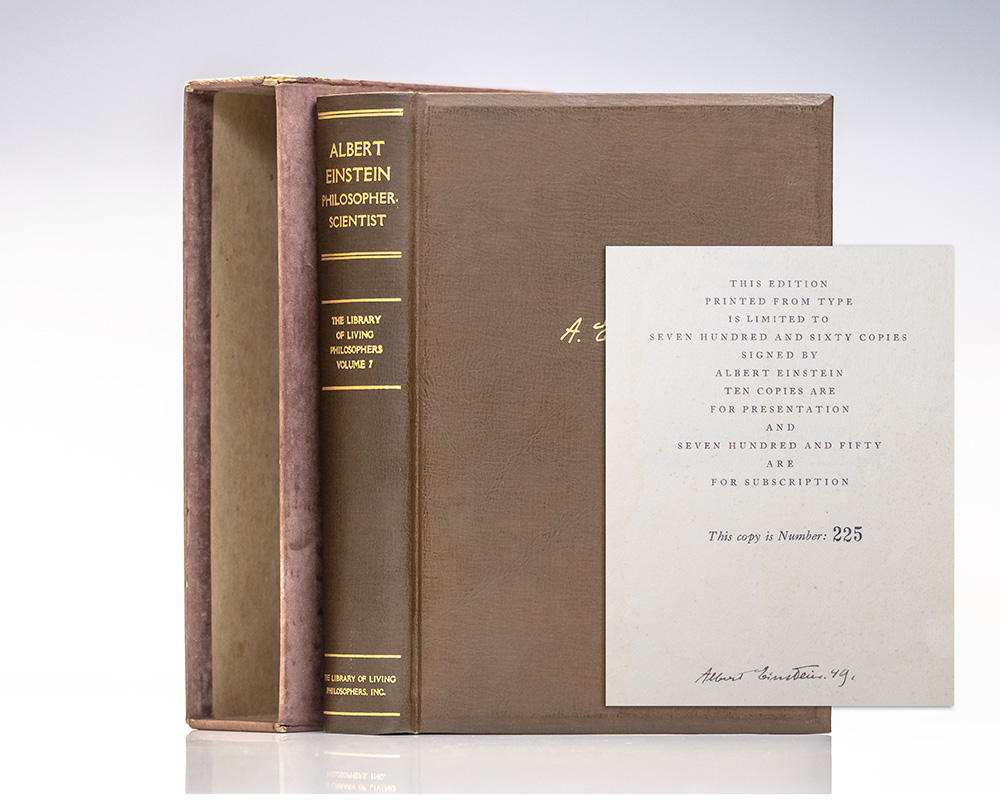 ALBERT
EINSTEIN
PHILOSOPHER-
SCIENTIST
THE LIBRARY
OF LIVING
PHILOSOPHERS
VOLUME 7
THE LIBRARY OF LIVING
PHILOSOPHERS, INC.
A.
THIS EDITION
PRINTED FROM TYPE
IS LIMITED TO
SEVEN HUNDRED AND SIXTY COPIES
SIGNED BY
ALBERT EINSTEIN
TEN COPIES ARE
FOR PRESENTATION
AND
SEVEN HUNDRED AND FIFTY
ARE
FOR SUBSCRIPTION
This copy is Number: 225
Albert Einstein. 49.